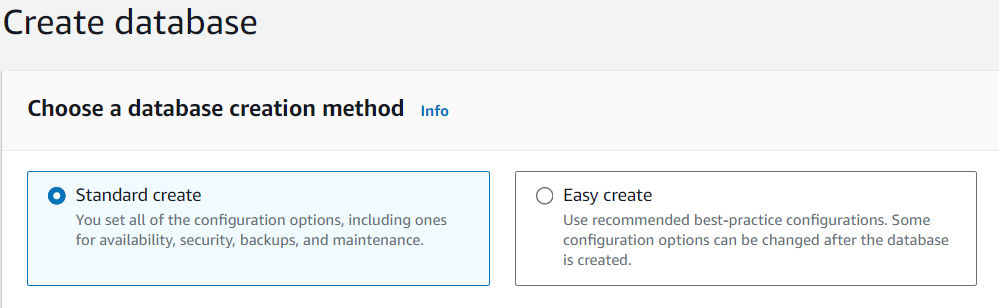 Create database
Choose a database creation method Info
Standard create
You set all of the configuration options, including ones
for availability, security, backups, and maintenance.
Easy create
Use recommended best-practice configurations. Some
configuration options can be changed after the database
is created.